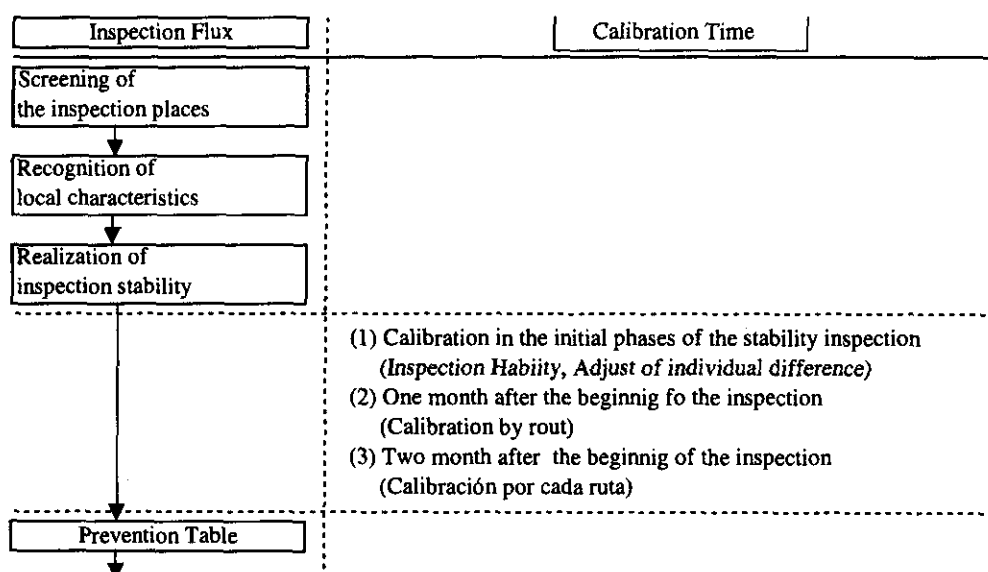 Inspection Flux
Calibration Time
Screening of
the inspection places
Recognition of
local characteristics
Realization of
inspection stability
(1) Calibration in the initial phases of the stability inspection
(Inspection Habiity, Adjust of individual difference)
(2) One month after the beginnig fo the inspection
(Calibration by rout)
(3) Two month after the beginnig of the inspection
(Calibración por cada ruta)
Prevention Table